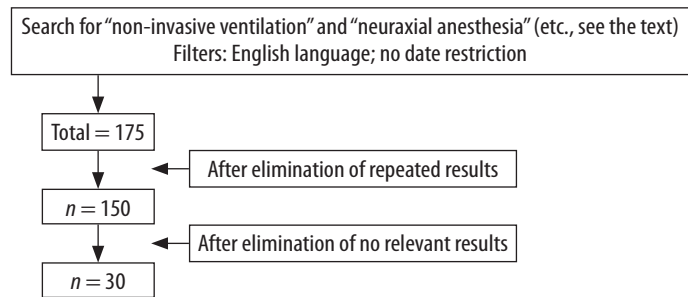 Search for “non-invasive ventilation” and “neuraxial anesthesia” (etc., see the text)
Filters: English language; no date restriction
Total = 175
After elimination of repeated results
n = 150
After elimination of no relevant results
n = 30